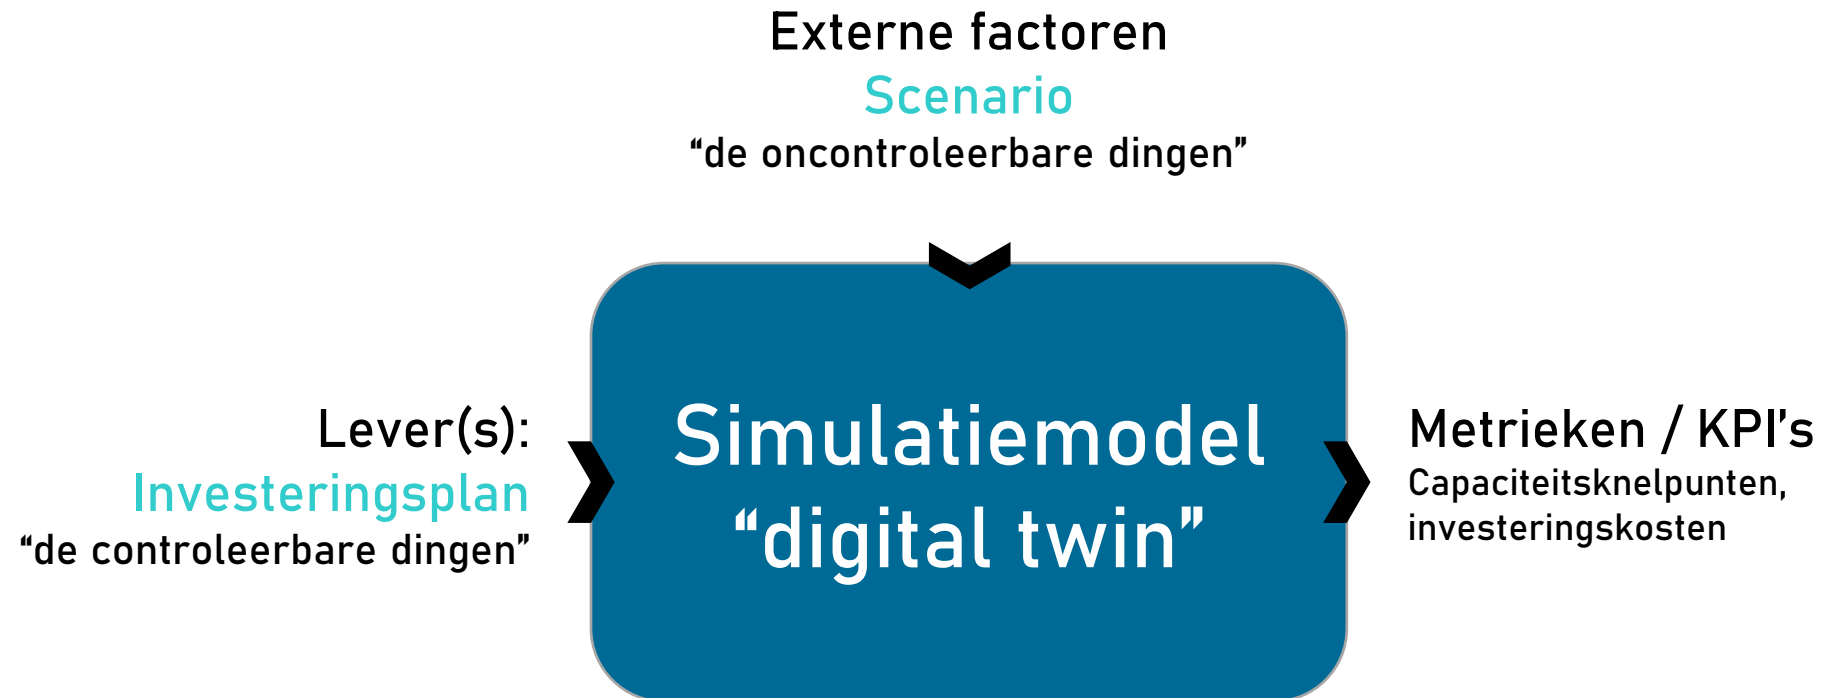 Externe factoren
Scenario
“de oncontroleerbare dingen”
Lever(s):
Investeringsplan
“de controleerbare dingen”
Simulatiemodel
“digital twin”
Metrieken / KPI's
Capaciteitsknelpunten,
investeringskosten